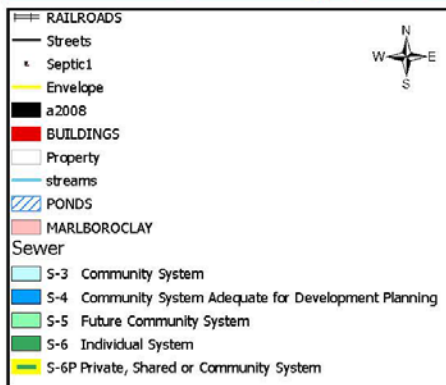 RAILROADS
N
Streets
W E
Septic1
S
Envelope
a2008
BUILDINGS
Property
streams
PONDS
MARLBOROCLAY
Sewer
S-3 Community System
S-4 Community System Adequate for Development Planning
S-5 Future Community System
S-6 Individual System
S-6P Private, Shared or Community System